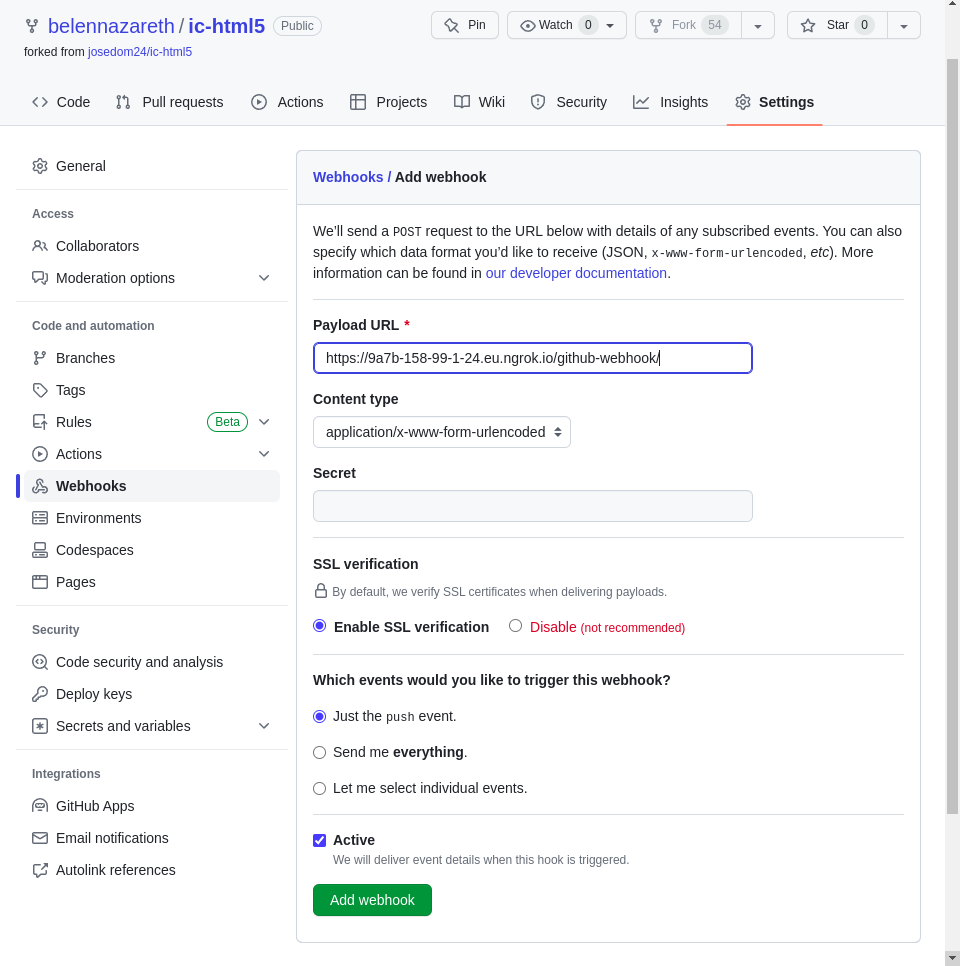 belennazareth / ic-html5 Public Pin Watch 0 Fork 54 Star 0
forked from josedom24/ic-html5
Code Pull requests Actions Projects Wiki Security Insights Settings
General
Access
Collaborators
Moderation options
Code and automation
Branches
Tags
Rules Beta
Actions
Webhooks
Environments
Codespaces
Pages
Security
Code security and analysis
Deploy keys
Secrets and variables
Integrations
GitHub Apps
Email notifications
Autolink references
Webhooks / Add webhook
We’ll send a POST request to the URL below with details of any subscribed events. You can also
specify which data format you’d like to receive (JSON, x-www-form-urlencoded, etc). More
information can be found in our developer documentation.
Payload URL *
https://9a7b-158-99-1-24.eu.ngrok.io/github-webhook/
Content type
application/x-www-form-urlencoded
Secret
SSL verification
By default, we verify SSL certificates when delivering payloads.
Enable SSL verification Disable (not recommended)
Which events would you like to trigger this webhook?
Just the push event.
Send me everything.
Let me select individual events.
Active
We will deliver event details when this hook is triggered.
Add webhook